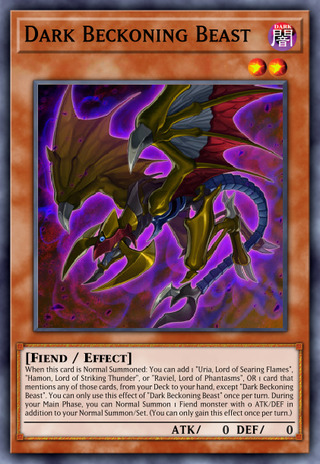 Dark Beckoning Beast
DARK
闇
[Fiend / Effect]
When this card is Normal Summoned: You can add 1 "Uria, Lord of Searing Flames",
"Hamon, Lord of Striking Thunder", or "Raviel, Lord of Phantasms", OR 1 card that
mentions any of those cards, from your Deck to your hand, except "Dark Beckoning
Beast". You can only use this effect of "Dark Beckoning Beast" once per turn. During
your Main Phase, you can Normal Summon 1 Fiend monster with 0 ATK/DEF in
addition to your Normal Summon/Set. (You can only gain this effect once per turn.)
ATK/ 0 DEF/ 0